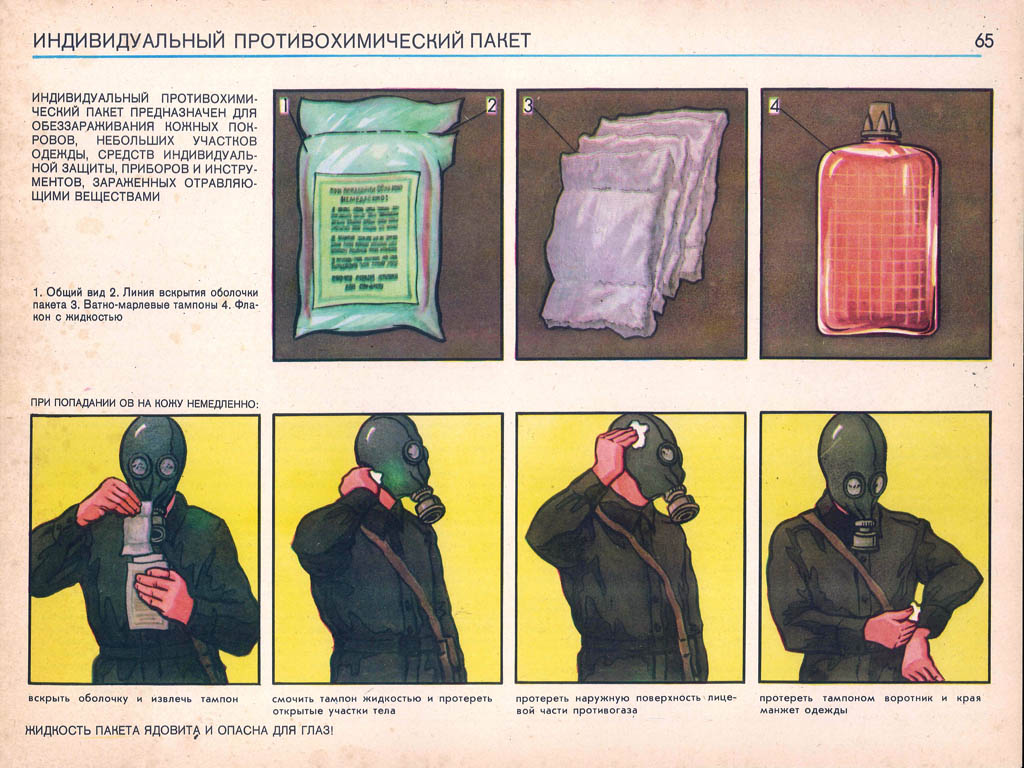 ИНДИВИДУАЛЬНЫЙ ПРОТИВОХИМИЧЕСКИЙ ПАКЕТ
65
ИНДИВИДУАЛЬНЫЙ ПРОТИВОХИМИ-
ЧЕСКИЙ ПАКЕТ ПРЕДНАЗНАЧЕН ДЛЯ
ОБЕЗЗАРАЖИВАНИЯ КОЖНЫХ ПОК-
РОВОВ, НЕБОЛЬШИХ УЧАСТКОВ
ОДЕЖДЫ, СРЕДСТВ ИНДИВИДУАЛЬ-
НОЙ ЗАЩИТЫ, ПРИБОРОВ И ИНСТРУ-
МЕНТОВ, ЗАРАЖЕННЫХ ОТРАВЛЯЮ-
ЩИМИ ВЕЩЕСТВАМИ
1. Общий вид 2. Линия вскрытия оболочки
пакета 3. Ватно-марлевые тампоны 4. Фла-
кон с жидкостью
1
2
ПРИ ПОПАДАНИИ
НЕМЕДЛЕННО:
3
4
ПРИ ПОПАДАНИИ ОВ НА КОЖУ НЕМЕДЛЕННО:
вскрыть оболочку и извлечь тампон
смочить тампон жидкостью и протереть
открытые участки тела
протереть наружную поверхность лице-
вой части противогаза
протереть тампоном воротник и края
манжет одежды
ЖИДКОСТЬ ПАКЕТА ЯДОВИТА И ОПАСНА ДЛЯ ГЛАЗ!